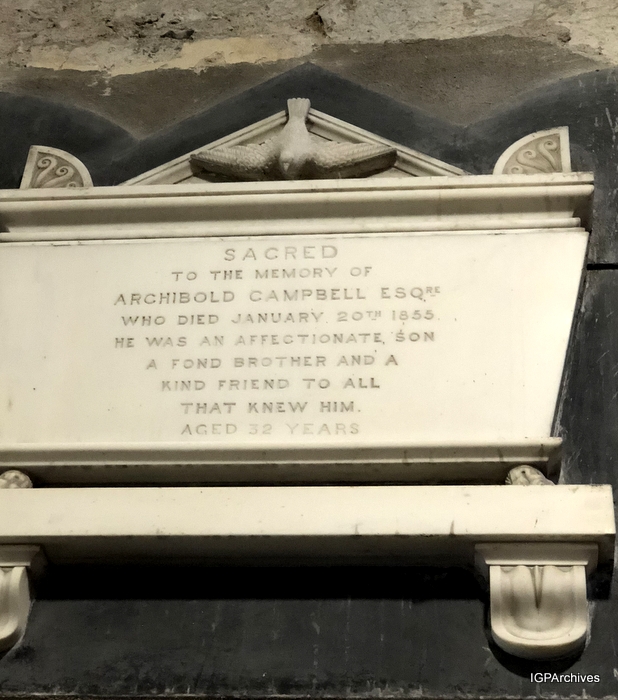 SACRED
TO THE MEMORY OF
ARCHIBOLD CAMPBELL ESQRE
WHO DIED JANUARY. 20TH 1855.
HE WAS AN AFFECTIONATE, SON
A FOND BROTHER AND A
KIND FRIEND TO ALL
THAT KNEW HIM.
AGED 32 YEARS
IGPArchives